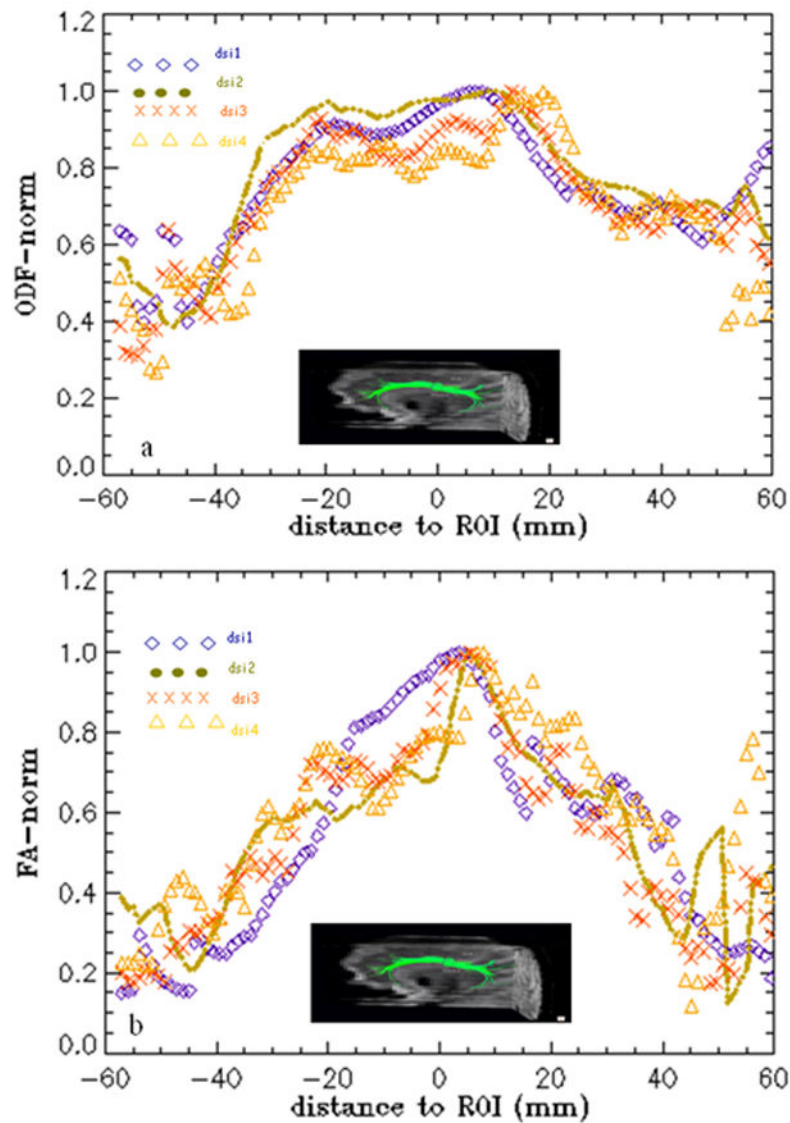 1.2
1.0
0.8
0.6
0.4
0.2
0.0
ODF-norm
dsi1
dsi2
dsi3
dsi4
a
−60 −40 −20 0 20 40 60
distance to ROI (mm)
1.2
1.0
0.8
0.6
0.4
0.2
0.0
FA-norm
dsi1
dsi2
dsi3
dsi4
b
−60 −40 −20 0 20 40 60
distance to ROI (mm)